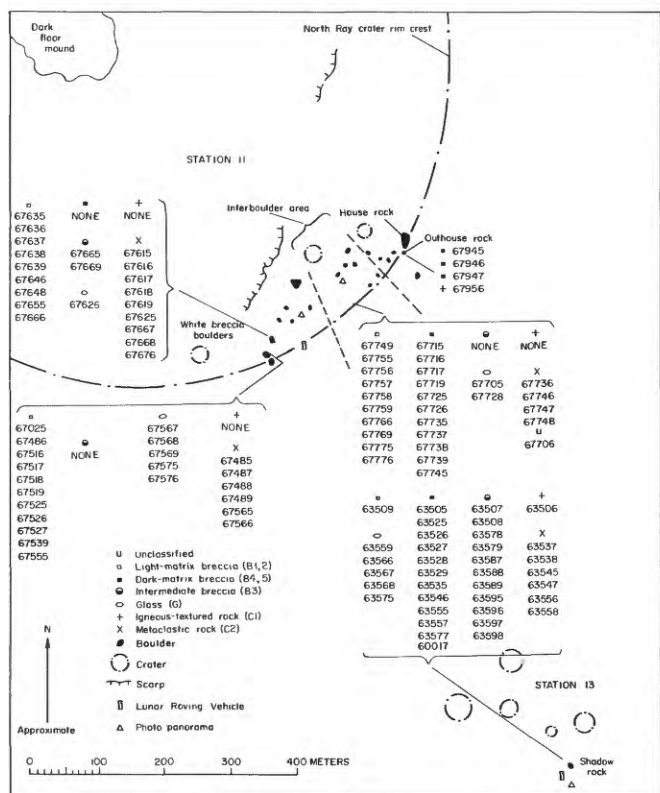 Dark
floor
mound
North Ray crater rim crest
STATION 11
Interboulder area
House rock
Outhouse rock
67945
67946
67947
67956
White breccia
boulders
67635
67636
67637
67638
67639
67646
67648
67655
67666
NONE
67665
67669
67626
NONE
67615
67616
67617
67618
67619
67625
67667
67668
67676
67025
67486
67516
67517
67518
67519
67525
67526
67527
67539
67555
NONE
67567
67568
67569
67575
67576
NONE
X
67485
67487
67488
67489
67565
67566
67749
67755
67756
67757
67758
67759
67766
67769
67775
67776
67715
67716
67717
67719
67725
67726
67735
67737
67738
67739
67745
NONE
67705
67728
NONE
X
67736
67746
67747
67748
U
67706
63509
63559
63566
63567
63568
63575
63505
63525
63526
63527
63528
63529
63535
63546
63555
63557
63577
60017
63507
63508
63578
63579
63587
63588
63589
63595
63596
63597
63598
63506
X
63537
63538
63545
63547
63556
63558
U Unclassified
Light-matrix breccia (B1,2)
Dark-matrix breccia (B4,5)
Intermediate breccia (B3)
Glass (G)
+ Igneous-textured rock (C1)
X Metaclastic rock (C2)
Boulder
Crater
Scarp
Lunar Roving Vehicle
Photo panorama
N
Approximate
0 100 200 300 400 METERS
STATION 13
Shadow
rock